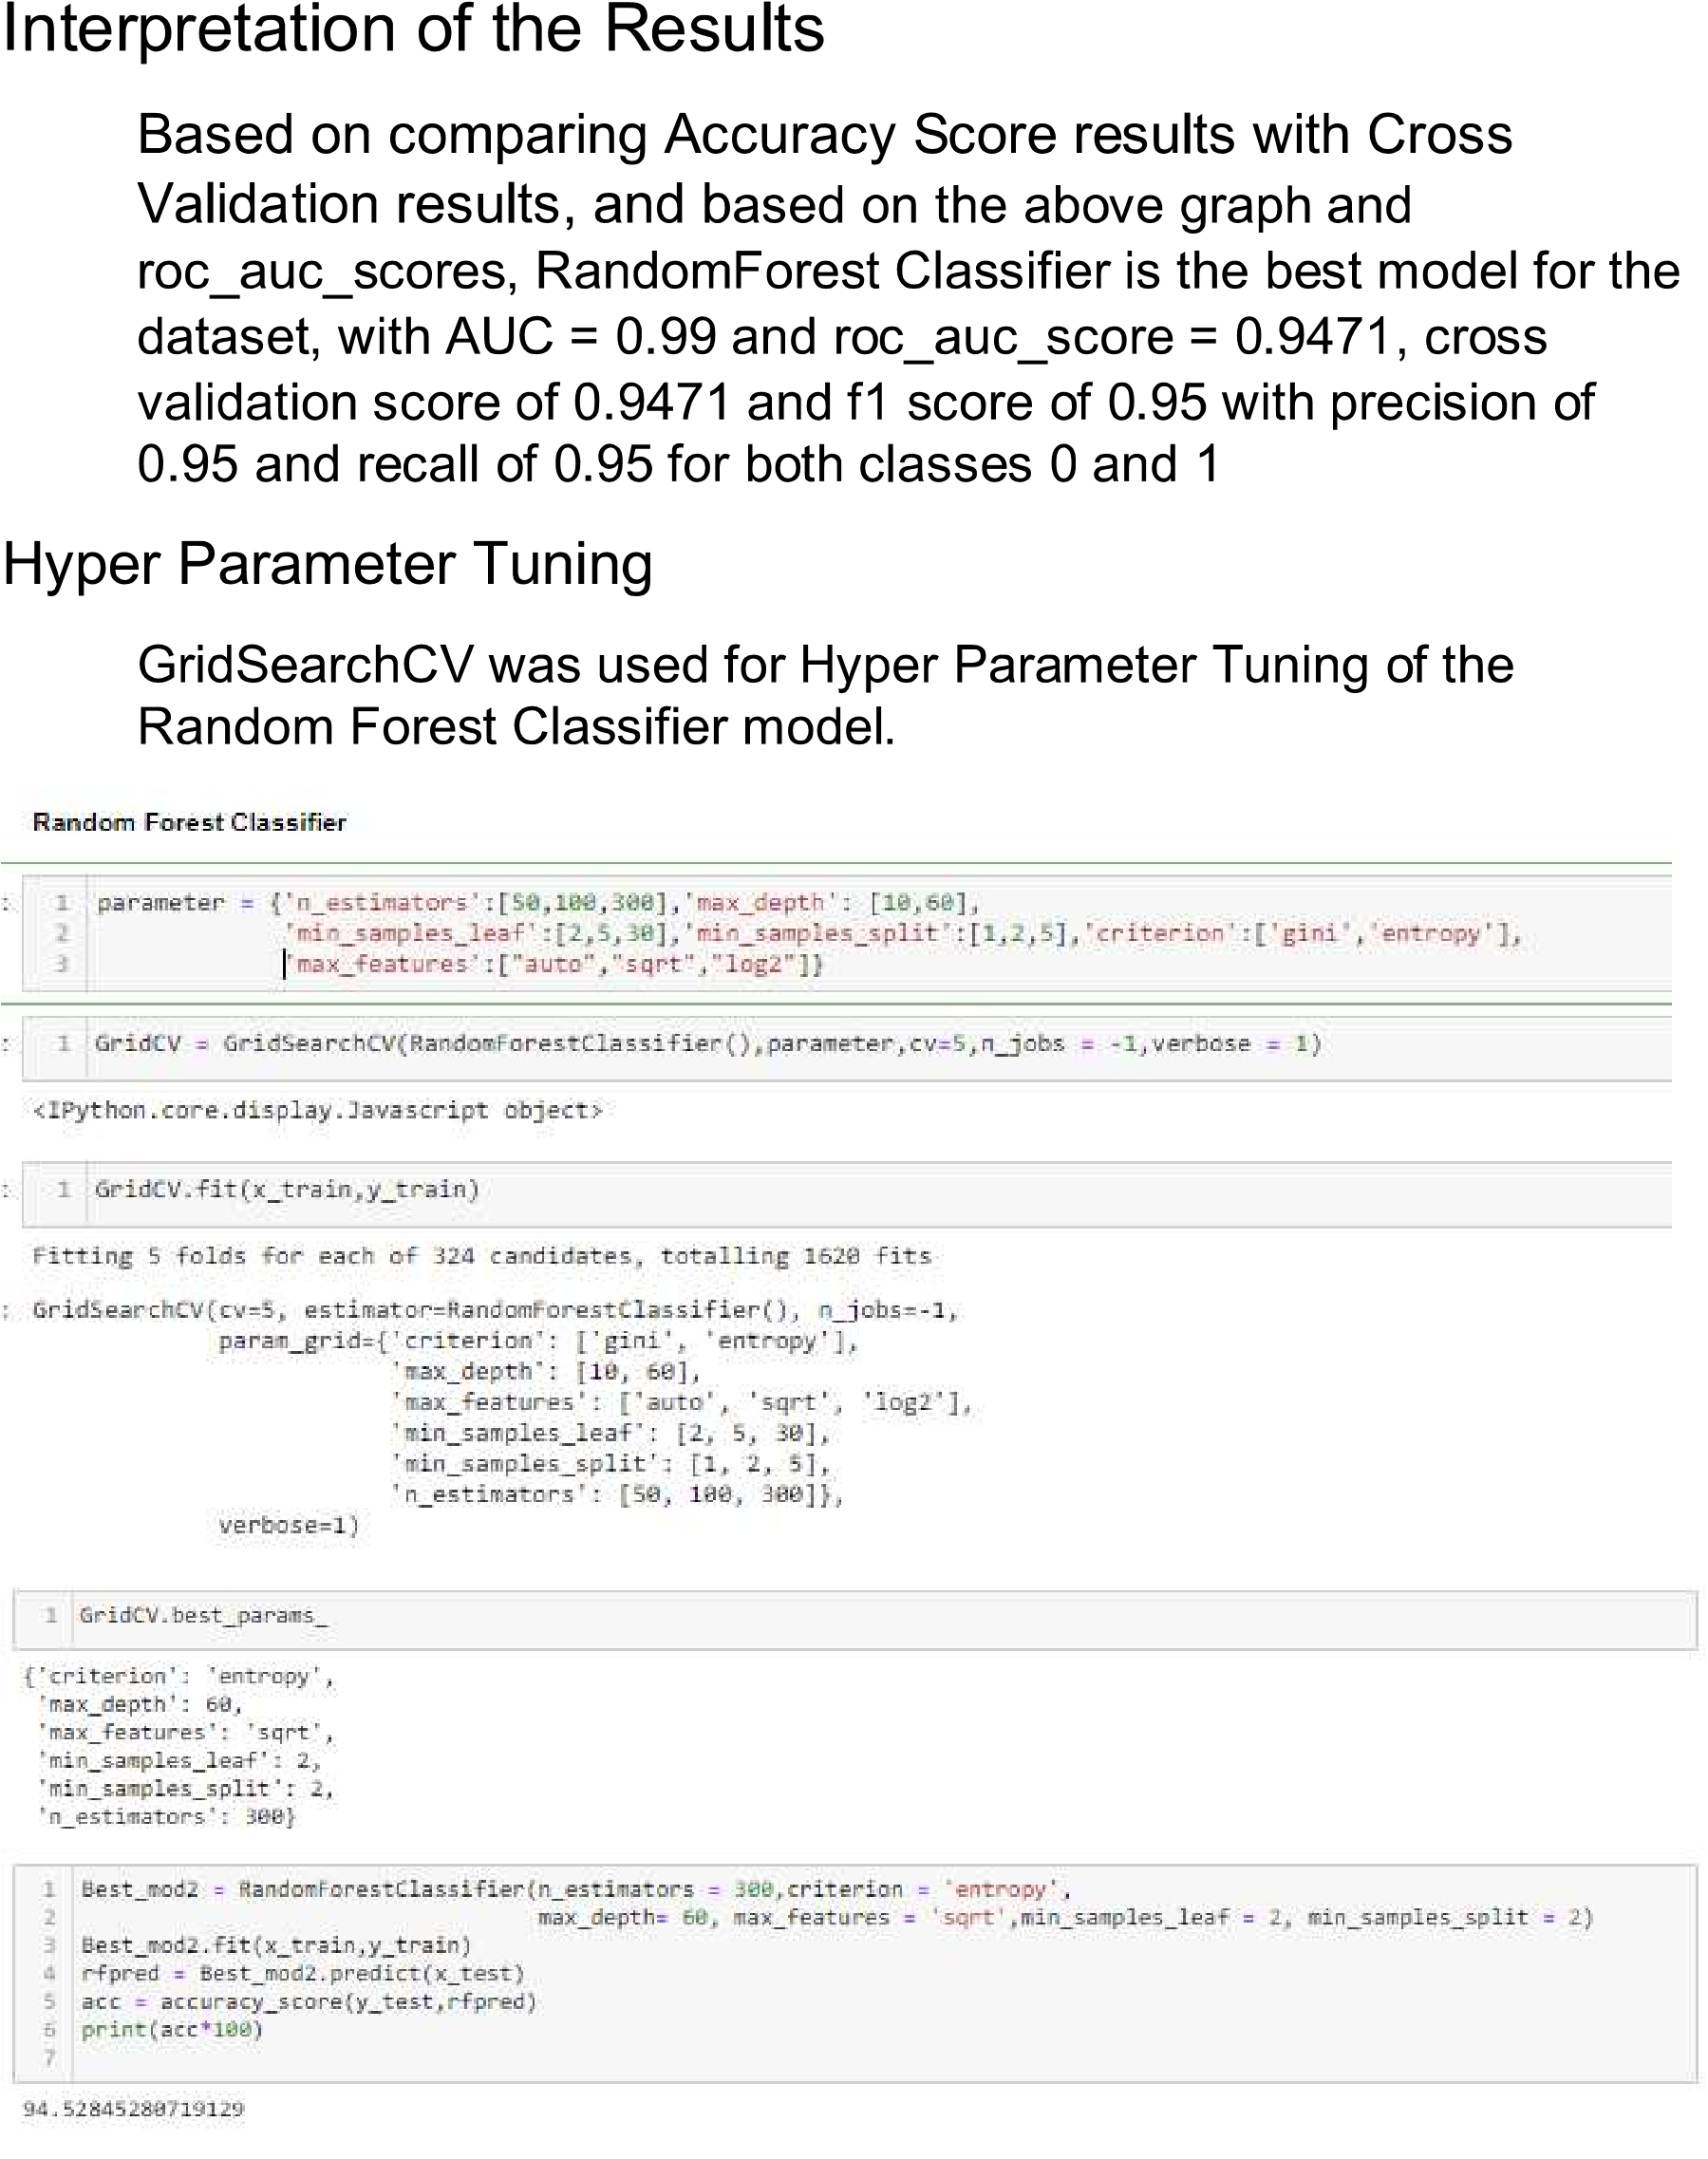 Interpretation of the Results
Based on comparing Accuracy Score results with Cross
Validation results, and based on the above graph and
roc_auc_scores, RandomForest Classifier is the best model for the
dataset, with AUC = 0.99 and roc_auc_score = 0.9471, cross
validation score of 0.9471 and f1 score of 0.95 with precision of
0.95 and recall of 0.95 for both classes 0 and 1
Hyper Parameter Tuning
GridSearchCV was used for Hyper Parameter Tuning of the
Random Forest Classifier model.
Random Forest Classifier
: 1 parameter = {'n_estimators':[50,100,300],'max_depth': [10,60],
2 'min_samples_leaf':[2,5,30],'min_samples_split':[1,2,5],'criterion':['gini','entropy'],
3 'max_features':["auto","sqrt","log2"]}
: 1 GridCV = GridSearchCV(RandomForestClassifier(),parameter,cv=5,n_jobs = -1,verbose = 1)
<IPython.core.display.Javascript object>
: 1 GridCV.fit(x_train,y_train)
Fitting 5 folds for each of 324 candidates, totalling 1620 fits
: GridSearchCV(cv=5, estimator=RandomForestClassifier(), n_jobs=-1,
param_grid={'criterion': ['gini', 'entropy'],
'max_depth': [10, 60],
'max_features': ['auto', 'sqrt', 'log2'],
'min_samples_leaf': [2, 5, 30],
'min_samples_split': [1, 2, 5],
'n_estimators': [50, 100, 300]},
verbose=1)
1 GridCV.best_params_
{'criterion': 'entropy',
'max_depth': 60,
'max_features': 'sqrt',
'min_samples_leaf': 2,
'min_samples_split': 2,
'n_estimators': 300}
1 Best_mod2 = RandomForestClassifier(n_estimators = 300,criterion = 'entropy',
2 max_depth= 60, max_features = 'sqrt',min_samples_leaf = 2, min_samples_split = 2)
3 Best_mod2.fit(x_train,y_train)
4 rfpred = Best_mod2.predict(x_test)
5 acc = accuracy_score(y_test,rfpred)
6 print(acc*100)
7
94.52845280719129